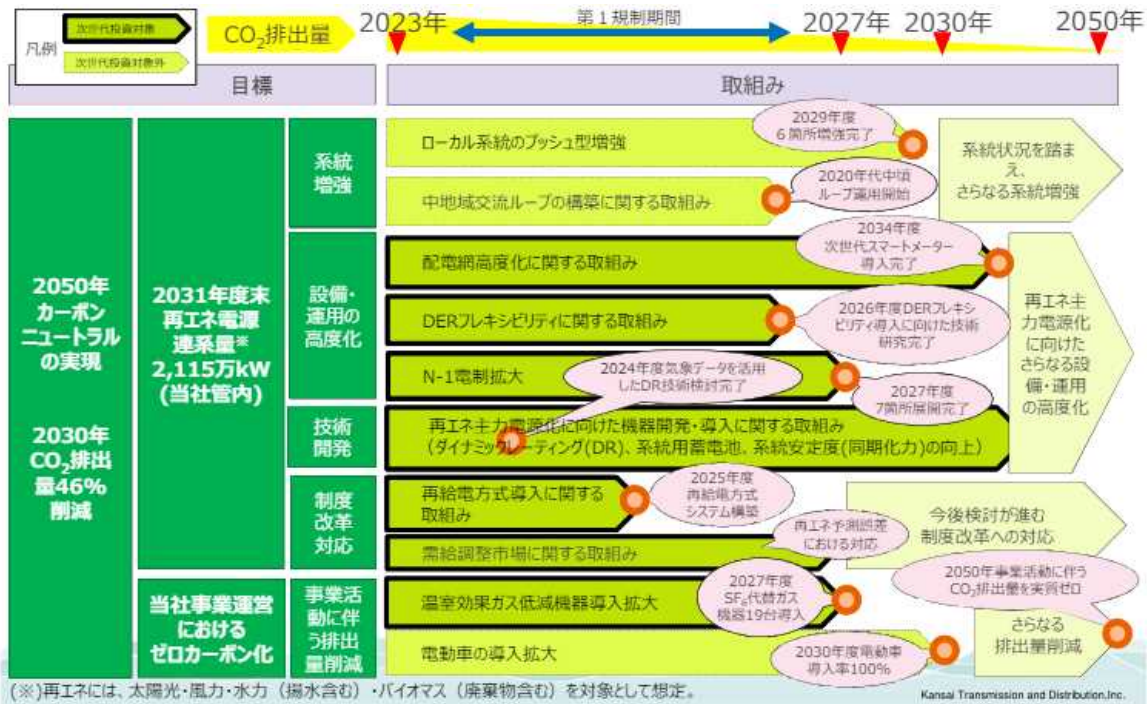 凡例
次世代投資対象
次世代投資対象外
CO₂排出量
2023年
第1規制期間
2027年
2030年
2050年
目標
取組み
2050年
カーボン
ニュートラル
の実現
2030年
CO₂排出
量46%
削減
2031年度末
再エネ電源
連系量※
2,115万kW
(当社管内)
当社事業運営
における
ゼロカーボン化
系統
増強
ローカル系統のプッシュ型増強
2029年度
6箇所増強完了
中地域交流ループの構築に関する取組み
2020年代中頃
ループ運用開始
系統状況を踏ま
え、
さらなる系統増強
設備・
運用の
高度化
配電網高度化に関する取組み
2034年度
次世代スマートメーター
導入完了
DERフレキシビリティに関する取組み
2026年度DERフレキシ
ビリティ導入に向けた技術
研究完了
N-1電制拡大
2024年度気象データを活用
したDR技術検討完了
2027年度
7箇所展開完了
再エネ主
力電源化
に向けた
さらなる設
備・運用
の高度化
技術
開発
再エネ主力電源化に向けた機器開発・導入に関する取組み
(ダイナミックレーティング(DR)、系統用蓄電池、系統安定度(同期化力)の向上)
制度
改革
対応
再給電方式導入に関する
取組み
2025年度
再給電方式
システム構築
需給調整市場に関する取組み
再エネ予測誤差
における対応
今後検討が進む
制度改革への対応
事業活
動に伴
う排出
量削減
温室効果ガス低減機器導入拡大
2027年度
SF₆代替ガス
機器19台導入
電動車の導入拡大
2030年度電動車
導入率100%
2050年事業活動に伴う
CO₂排出量を実質ゼロ
さらなる
排出量削減
(※)再エネには、太陽光・風力・水力(揚水含む)・バイオマス(廃棄物含む)を対象として想定。
Kansai Transmission and Distribution,Inc.